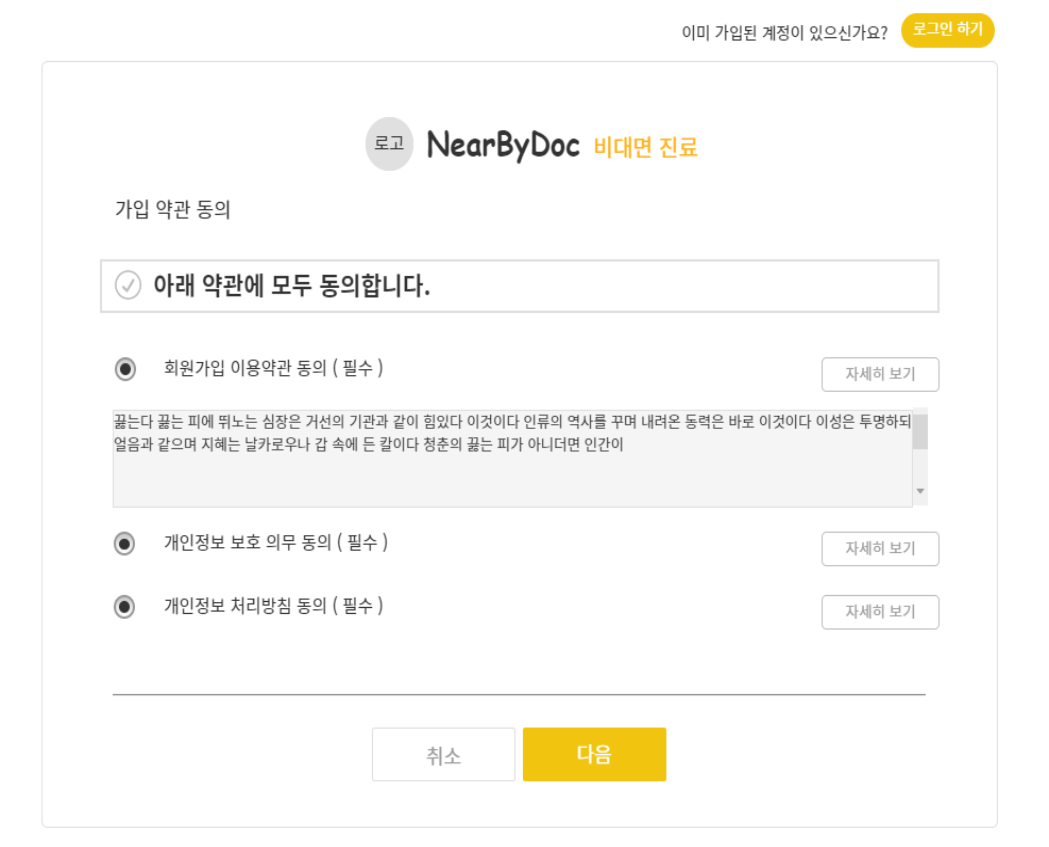 이미 가입된 계정이 있으신가요? 로그인 하기
로고 NearByDoc 비대면 진료
가입 약관 동의
아래 약관에 모두 동의합니다.
회원가입 이용약관 동의 ( 필수 ) 자세히 보기
끓는다 끓는 피에 뛰노는 심장은 거선의 기관과 같이 힘있다 이것이다 인류의 역사를 꾸며 내려온 동력은 바로 이것이다 이성은 투명하되
얼음과 같으며 지혜는 날카로우나 갑 속에 든 칼이다 청춘의 끓는 피가 아니더면 인간이
개인정보 보호 의무 동의 ( 필수 ) 자세히 보기
개인정보 처리방침 동의 ( 필수 ) 자세히 보기
취소 다음